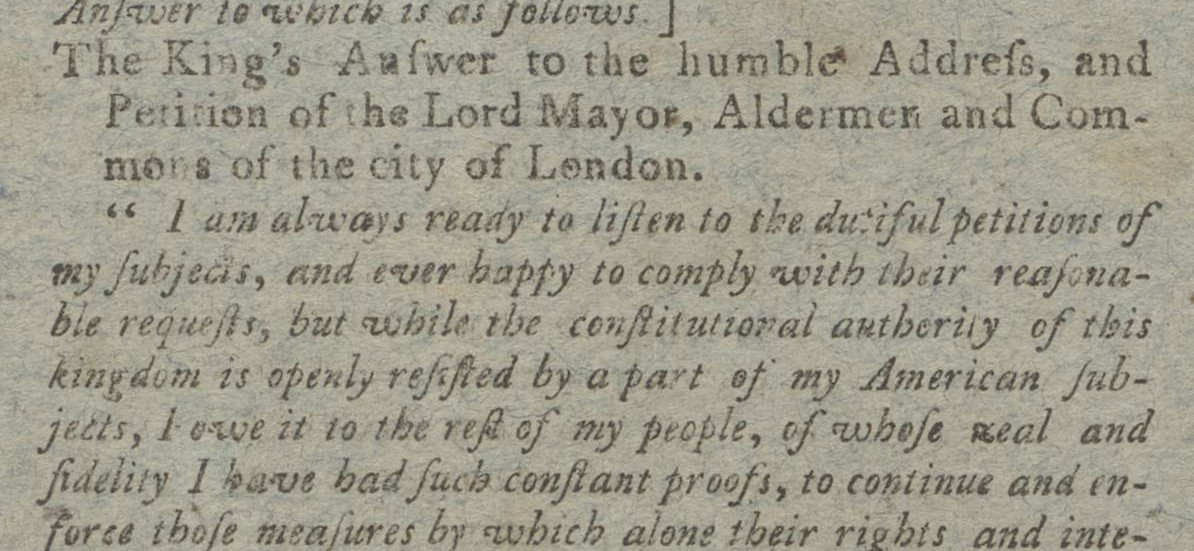 Anſwer to which is as follows.]
The King's Anſwer to the humble Addreſs, and
Petition of the Lord Mayor, Aldermen and Com-
mons of the city of London.
“ I am always ready to liſten to the dutiful petitions of
my ſubjects, and ever happy to comply with their reaſona-
ble requeſts, but while the conſtitutional authority of this
kingdom is openly reſiſted by a part of my American ſub-
jects, I owe it to the reſt of my people, of whoſe zeal and
fidelity I have had ſuch conſtant proofs, to continue and en-
force thoſe meaſures by which alone their rights and inte-